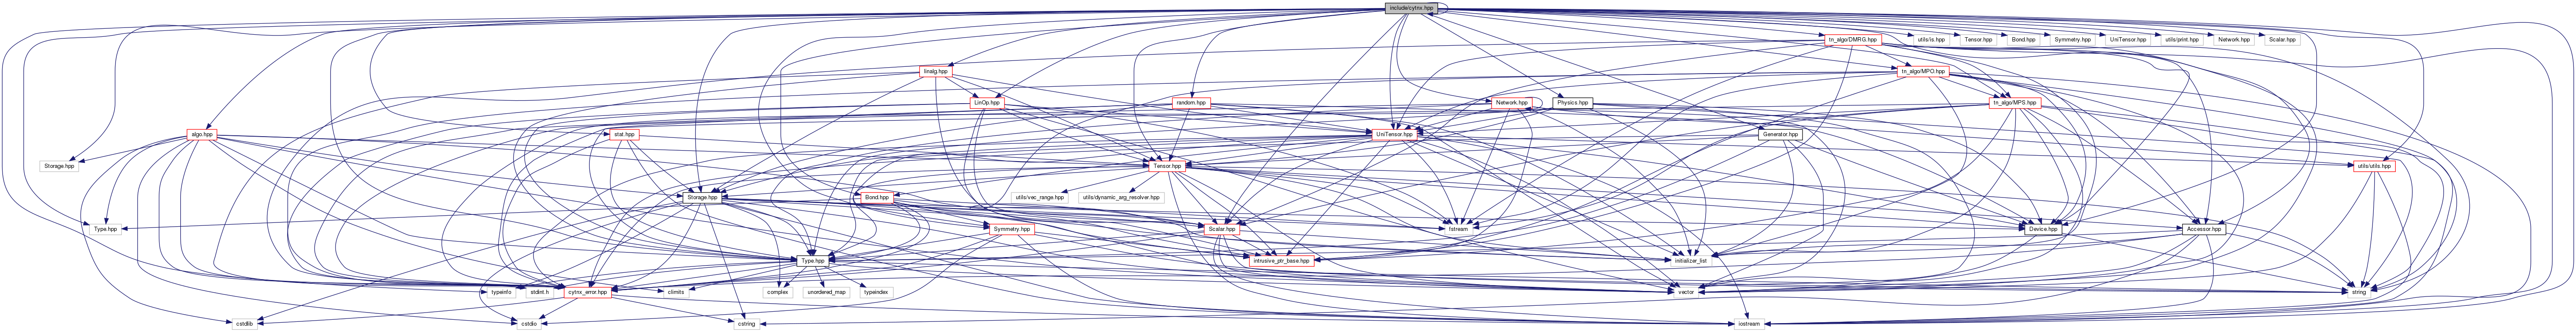 include/cytnx.hpp
tn_algo/DMRG.hpp
utils/is.hpp
Tensor.hpp
Bond.hpp
Symmetry.hpp
UniTensor.hpp
utils/print.hpp
Network.hpp
Scalar.hpp
linalg.hpp
tn_algo/MPO.hpp
LinOp.hpp
random.hpp
Network.hpp
Physics.hpp
tn_algo/MPS.hpp
algo.hpp
stat.hpp
UniTensor.hpp
Generator.hpp
Storage.hpp
Tensor.hpp
utils/utils.hpp
Storage.hpp
Bond.hpp
utils/vec_range.hpp
utils/dynamic_arg_resolver.hpp
Type.hpp
Symmetry.hpp
Scalar.hpp
fstream
Device.hpp
Accessor.hpp
Type.hpp
intrusive_ptr_base.hpp
initializer_list
typeinfo
stdint.h
cytnx_error.hpp
climits
complex
unordered_map
typeindex
vector
string
cstdlib
cstdio
cstring
iostream